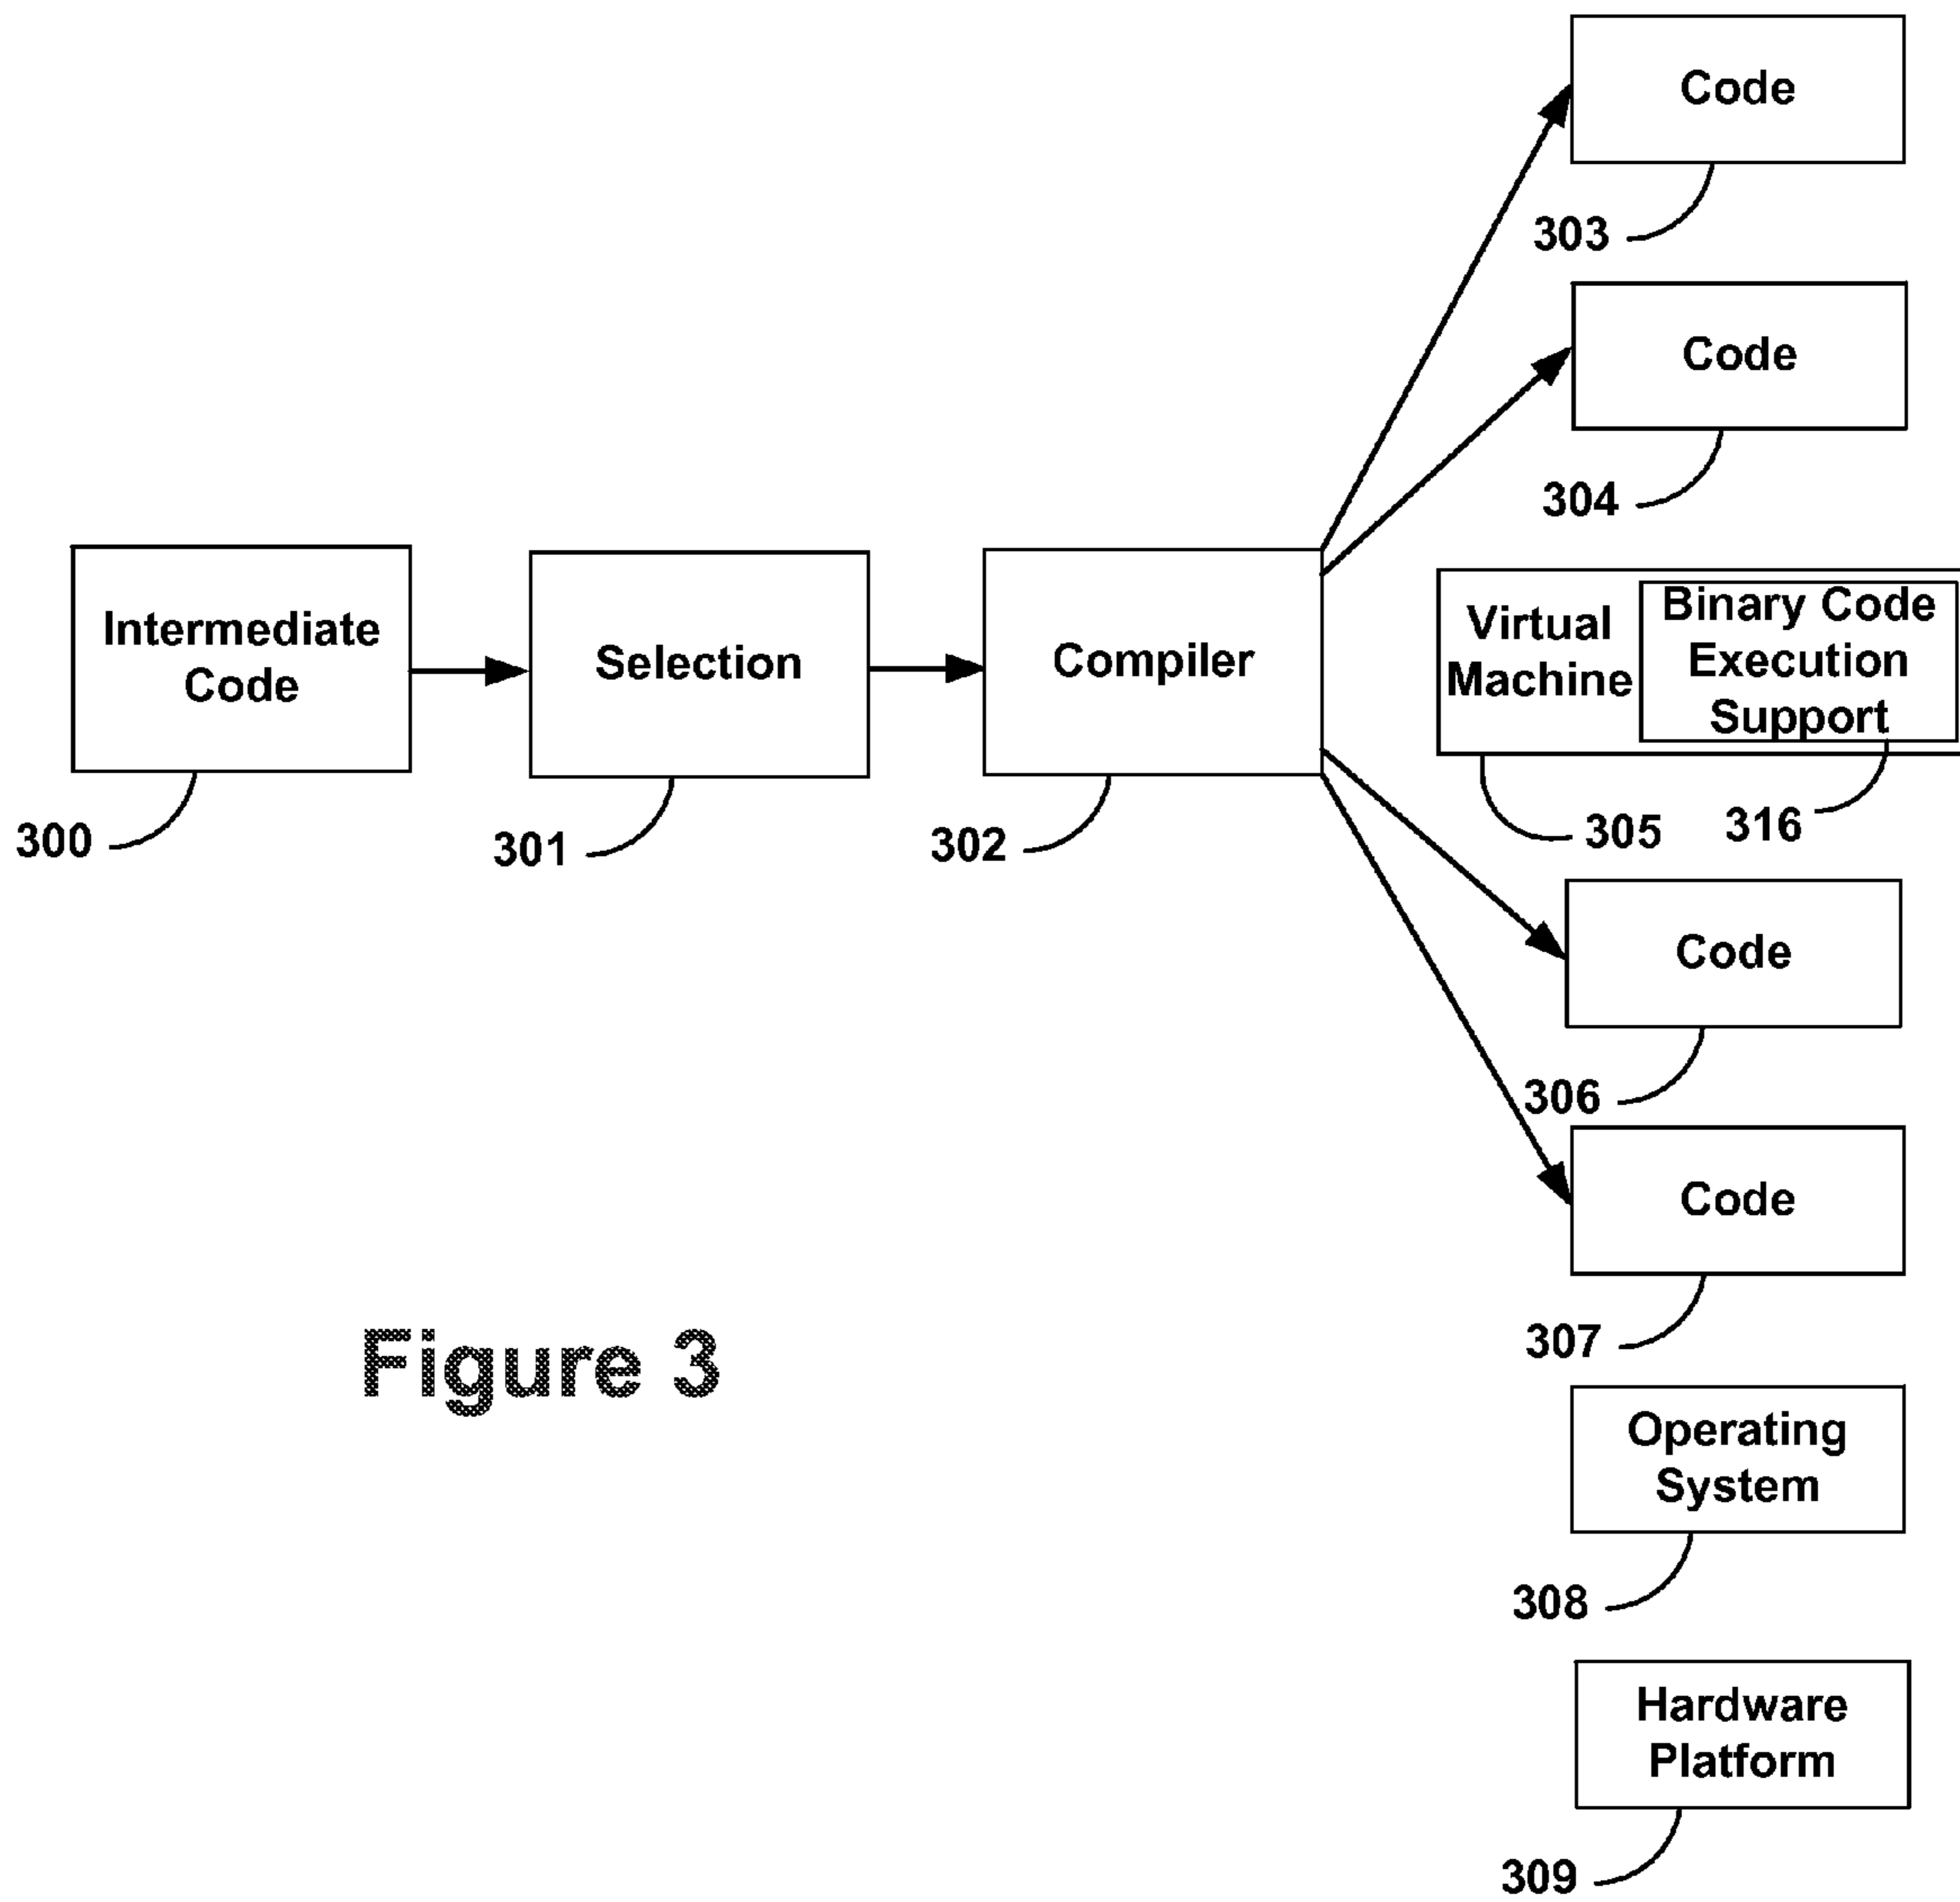 Code
303
Code
304
Intermediate
Code
300
Selection
301
Compiler
302
Virtual
Machine
305
Binary Code
Execution
Support
316
Code
306
Code
307
Figure 3
Operating
System
308
Hardware
Platform
309